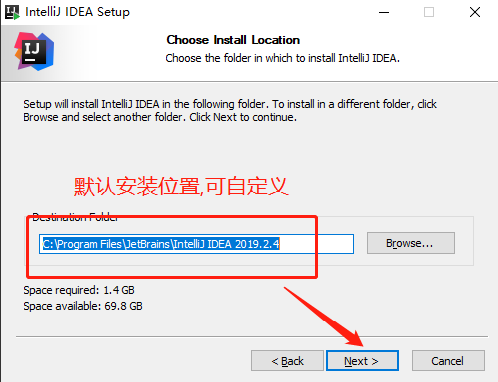 IntelliJ IDEA Setup
IJ
Choose Install Location
Choose the folder in which to install IntelliJ IDEA.
Setup will install IntelliJ IDEA in the following folder. To install in a different folder, click
Browse and select another folder. Click Next to continue.
默认安装位置,可自定义
Destination Folder
C:\Program Files\JetBrains\IntelliJ IDEA 2019.2.4
Browse...
Space required: 1.4 GB
Space available: 69.8 GB
< Back
Next >
Cancel